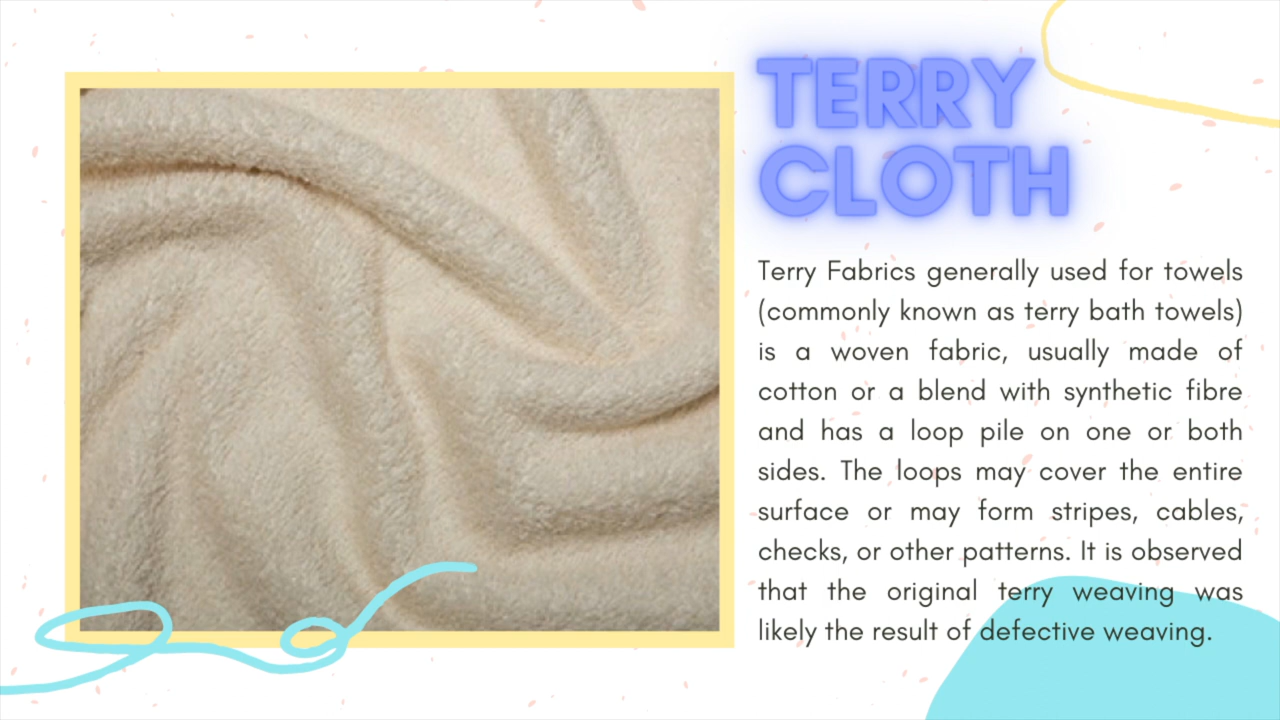 TERRY
CLOTH
Terry Fabrics generally used for towels
(commonly known as terry bath towels)
is a woven fabric, usually made of
cotton or a blend with synthetic fibre
and has a loop pile on one or both
sides. The loops may cover the entire
surface or may form stripes, cables,
checks, or other patterns. It is observed
that the original terry weaving was
likely the result of defective weaving.